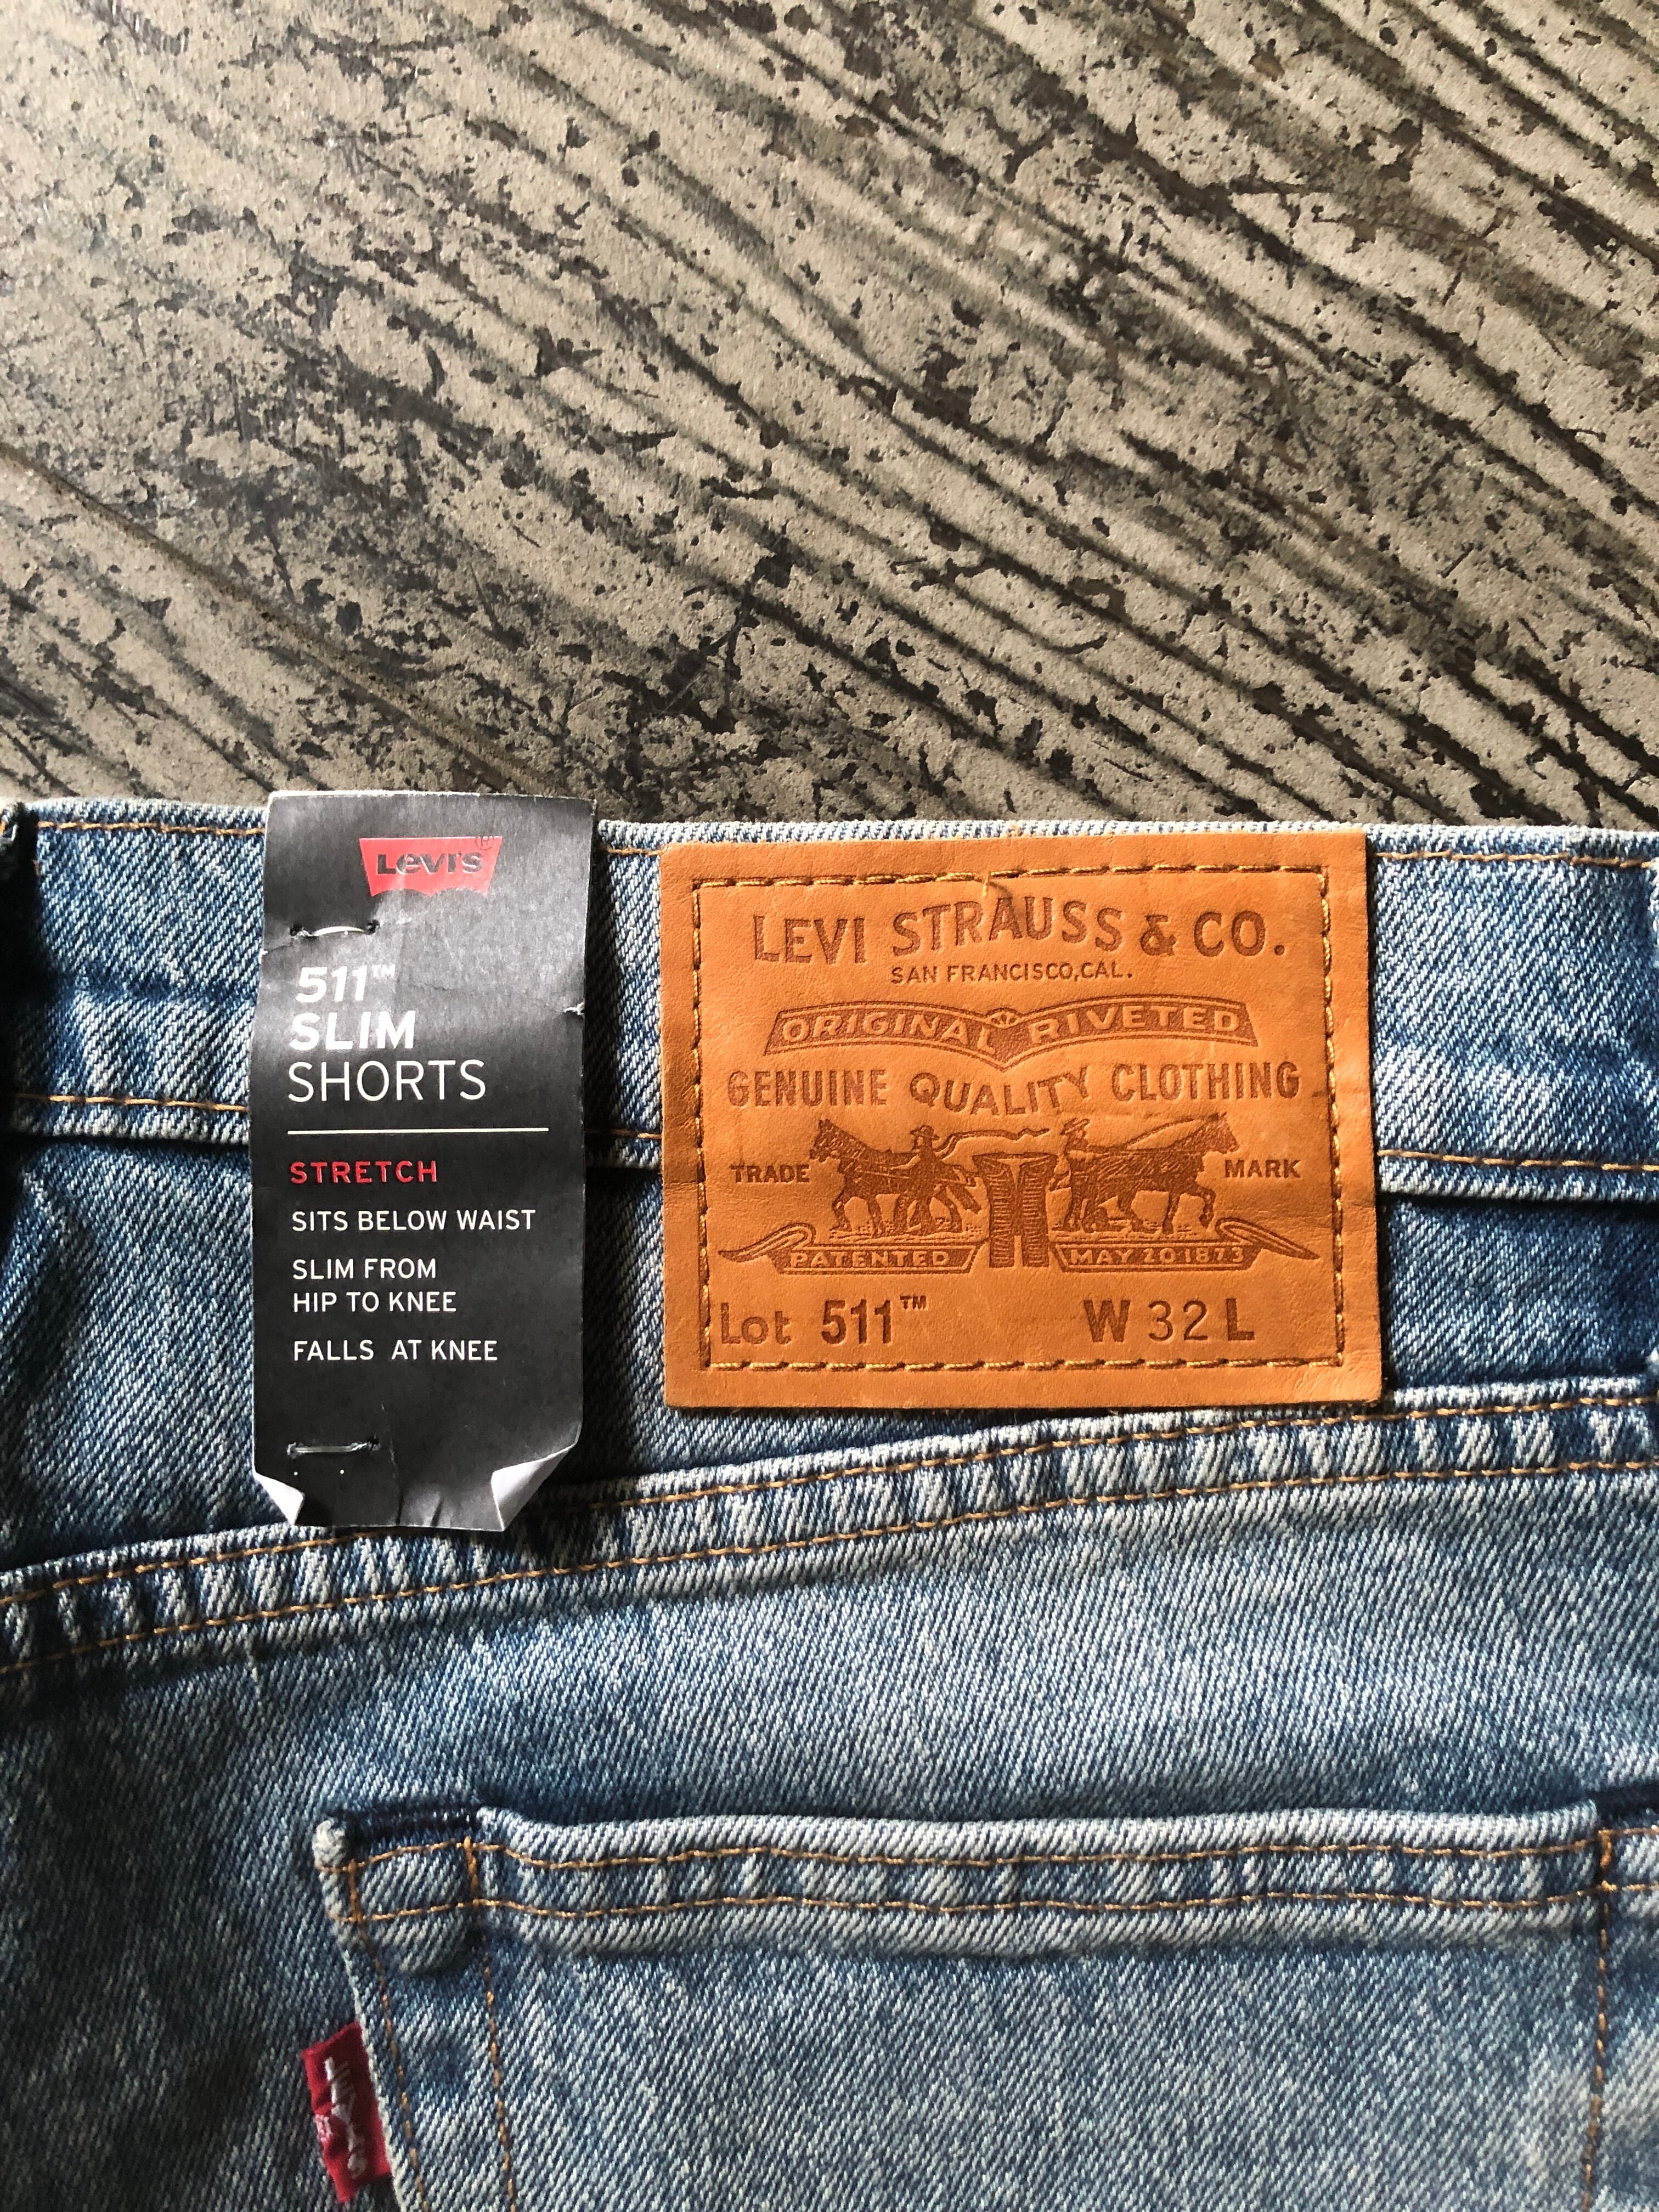 Levi's®
511™
SLIM
SHORTS
STRETCH
SITS BELOW WAIST
SLIM FROM
HIP TO KNEE
FALLS AT KNEE
LEVI STRAUSS & CO.
SAN FRANCISCO, CAL.
ORIGINAL RIVETED
GENUINE QUALITY CLOTHING
TRADE MARK
PATENTED MAY 20 1873
Lot 511™ W 32 L